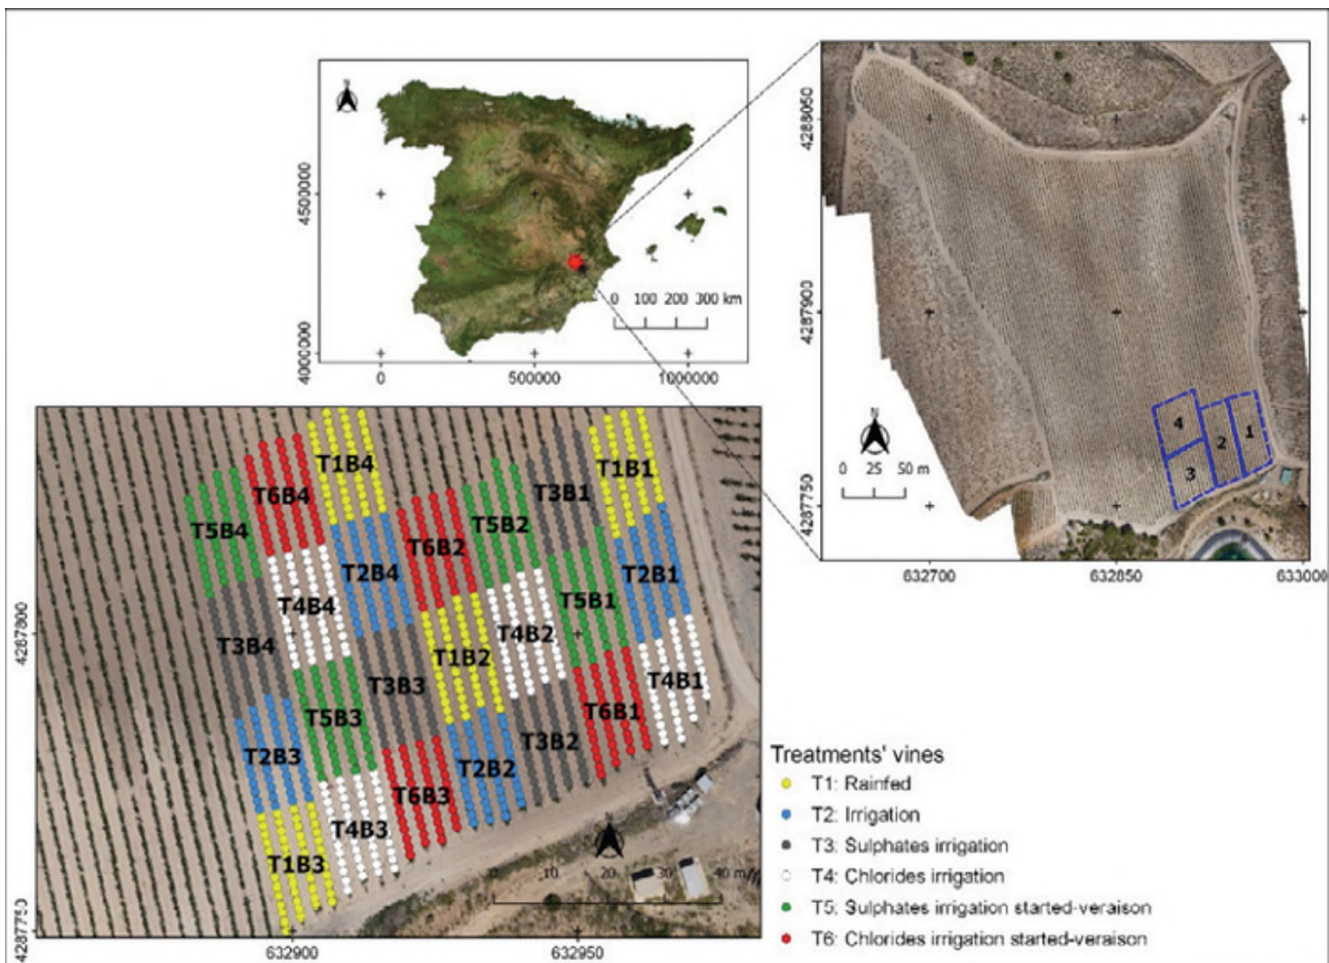 N
4500000
4000000
0 100 200 300 km
0 500000 1000000
4288050
4287900
4287750
N
0 25 50 m
4
3
2
1
632700 632850 633000
T1B4
T6B4
T5B4
T1B1
T3B1
T5B2
T6B2
T2B4
T4B4
T2B1
T5B1
T4B2
T3B4
T1B2
T3B3
T4B1
T6B1
T5B3
T3B2
T2B3
T2B2
T6B3
T4B3
T1B3
4287800
4287750
N
0 10 20 30 40 m
632900 632950
Treatments' vines
T1: Rainfed
T2: Irrigation
T3: Sulphates irrigation
T4: Chlorides irrigation
T5: Sulphates irrigation started-veraison
T6: Chlorides irrigation started-veraison